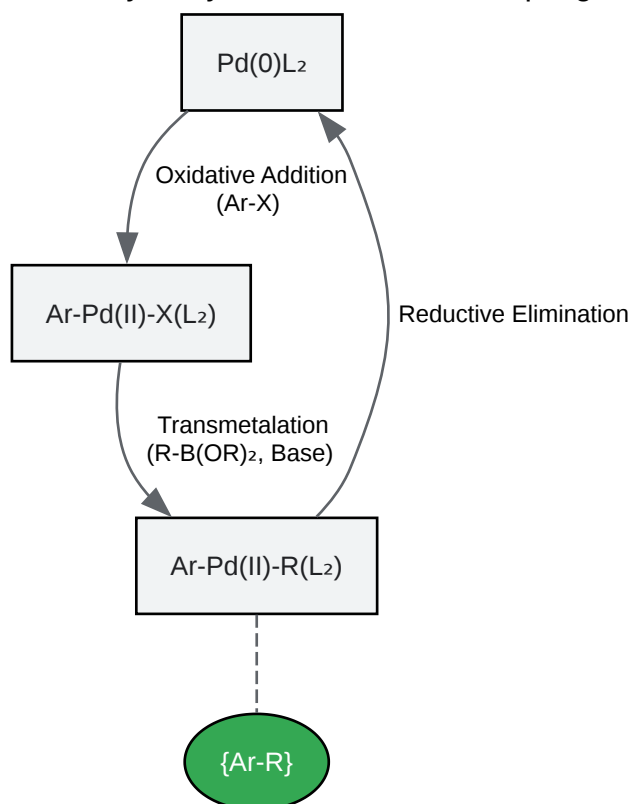 Pd(0)L₂
Oxidative Addition
(Ar-X)
Ar-Pd(II)-X(L₂)
Reductive Elimination
Transmetalation
(R-B(OR)₂, Base)
Ar-Pd(II)-R(L₂)
{Ar-R}